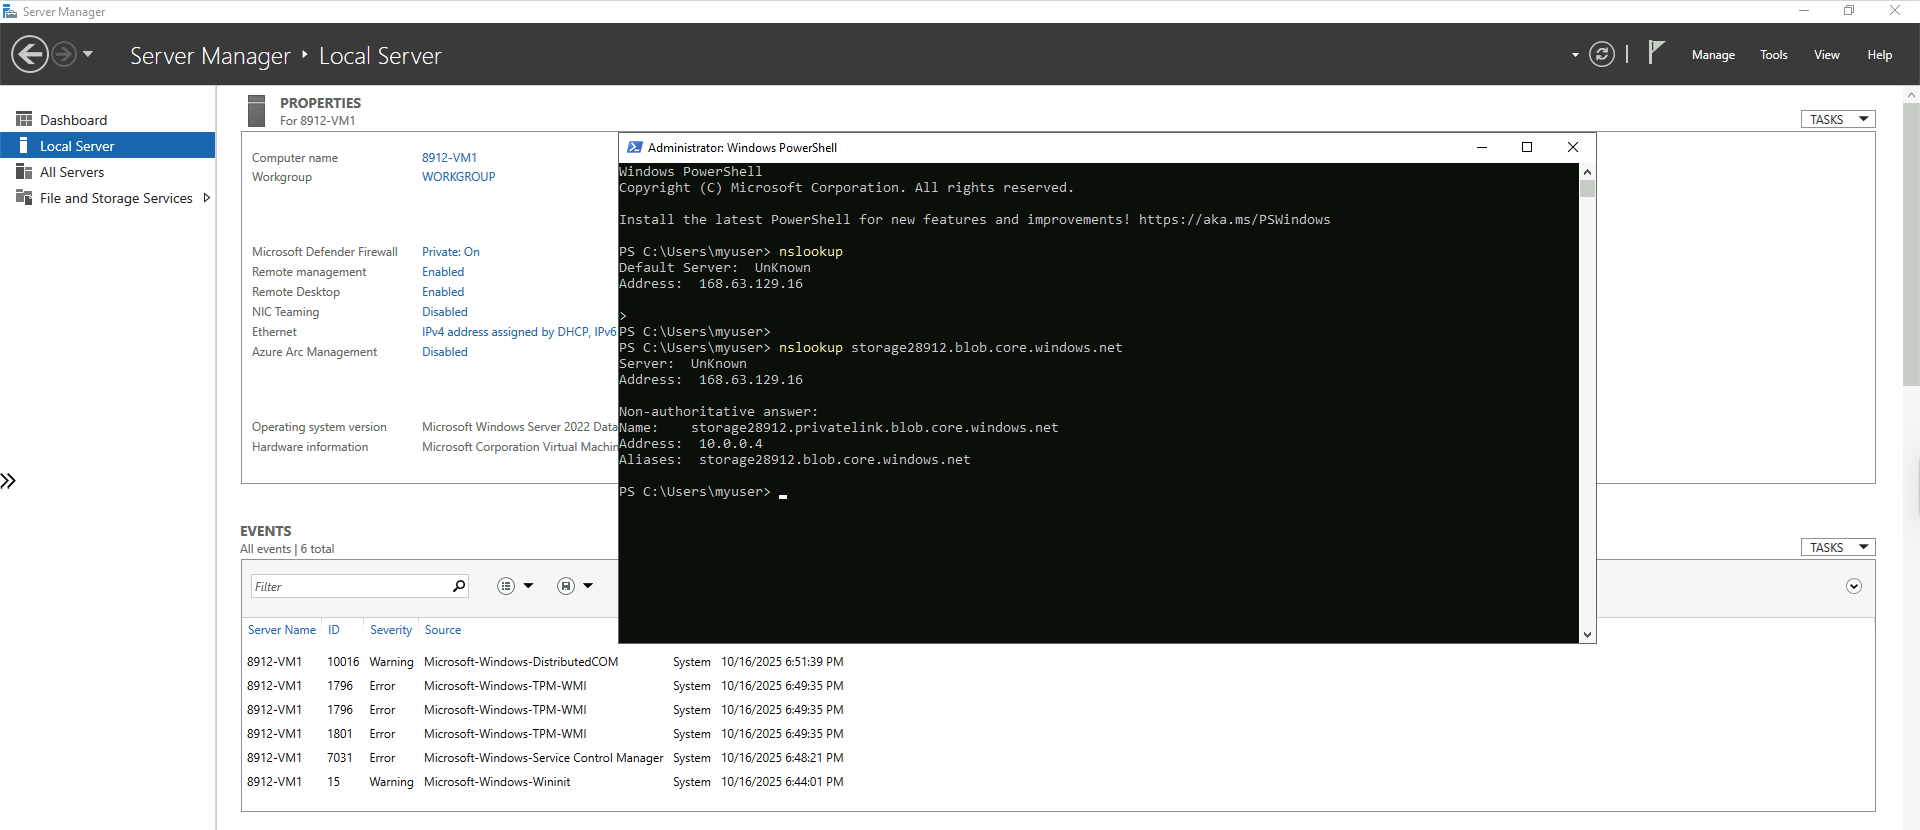 Server Manager
Server Manager
Local Server
Manage
Tools
View
Help
Dashboard
Local Server
All Servers
File and Storage Services
PROPERTIES
For 8912-VM1
TASKS
Computer name
8912-VM1
Workgroup
WORKGROUP
Microsoft Defender Firewall
Private: On
Remote management
Enabled
Remote Desktop
Enabled
NIC Teaming
Disabled
Ethernet
IPv4 address assigned by DHCP, IPv6
Azure Arc Management
Disabled
Operating system version
Microsoft Windows Server 2022 Data
Hardware information
Microsoft Corporation Virtual Machin
Administrator: Windows PowerShell
Windows PowerShell
Copyright (C) Microsoft Corporation. All rights reserved.
Install the latest PowerShell for new features and improvements! https://aka.ms/PSWindows
PS C:\Users\myuser> nslookup
Default Server:  UnKnown
Address:  168.63.129.16
>
PS C:\Users\myuser>
PS C:\Users\myuser> nslookup storage28912.blob.core.windows.net
Server:  UnKnown
Address:  168.63.129.16
Non-authoritative answer:
Name:    storage28912.privatelink.blob.core.windows.net
Address:  10.0.0.4
Aliases:  storage28912.blob.core.windows.net
PS C:\Users\myuser>
EVENTS
All events | 6 total
TASKS
Filter
Server Name ID Severity Source
8912-VM1 10016 Warning Microsoft-Windows-DistributedCOM System 10/16/2025 6:51:39 PM
8912-VM1 1796 Error Microsoft-Windows-TPM-WMI System 10/16/2025 6:49:35 PM
8912-VM1 1796 Error Microsoft-Windows-TPM-WMI System 10/16/2025 6:49:35 PM
8912-VM1 1801 Error Microsoft-Windows-TPM-WMI System 10/16/2025 6:49:35 PM
8912-VM1 7031 Error Microsoft-Windows-Service Control Manager System 10/16/2025 6:48:21 PM
8912-VM1 15 Warning Microsoft-Windows-Wininit System 10/16/2025 6:44:01 PM